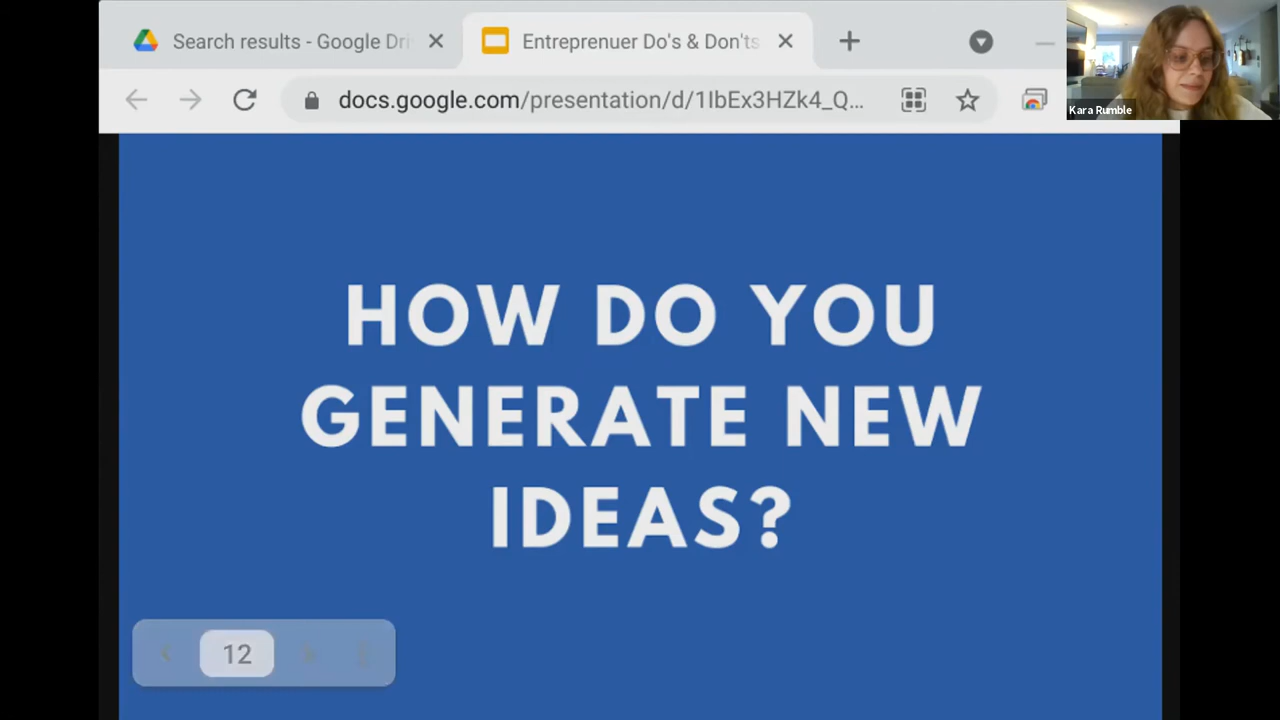 Search results - Google Dri
Entreprenuer Do's & Don'ts
docs.google.com/presentation/d/1IbEx3HZk4_Q...
Kara Rumble
HOW DO YOU
GENERATE NEW
IDEAS?
12